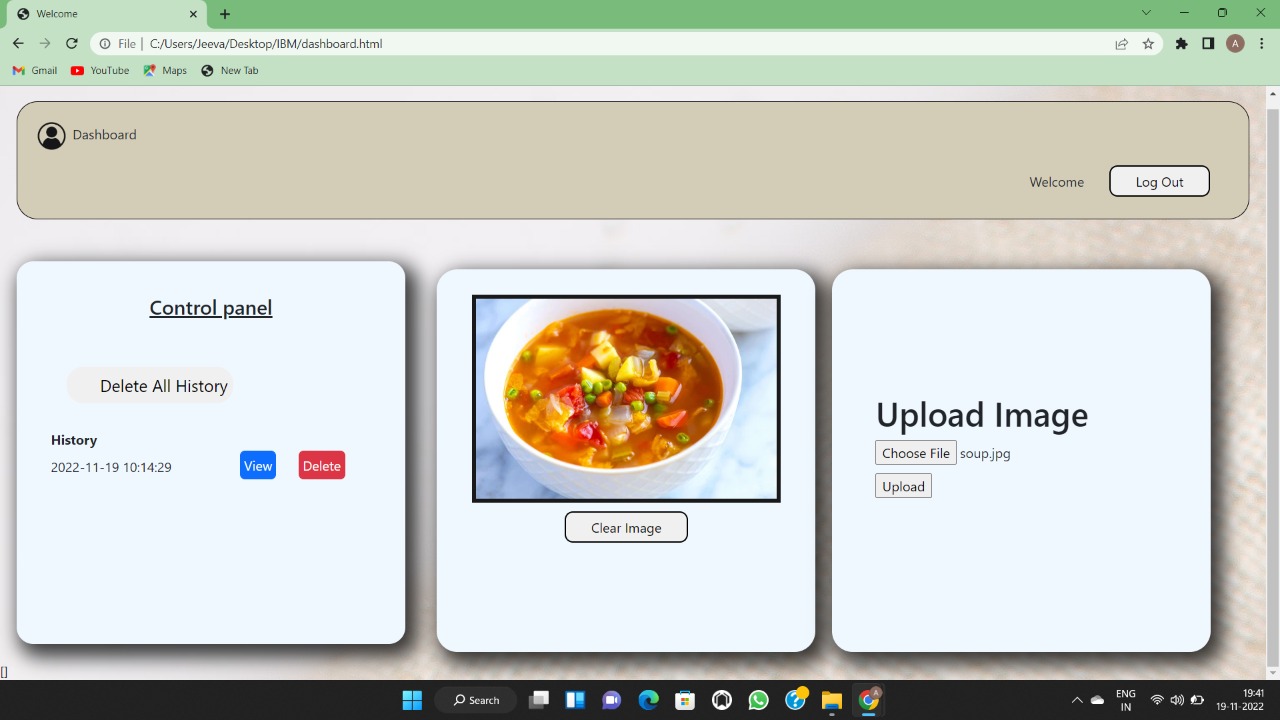 Welcome
File | C:/Users/Jeeva/Desktop/IBM/dashboard.html
A
Gmail YouTube Maps New Tab
Dashboard
Welcome Log Out
Control panel
Delete All History
History
2022-11-19 10:14:29 View Delete
Clear Image
Upload Image
Choose File soup.jpg
Upload
[]
Search
A
ENG
IN
19:41
19-11-2022